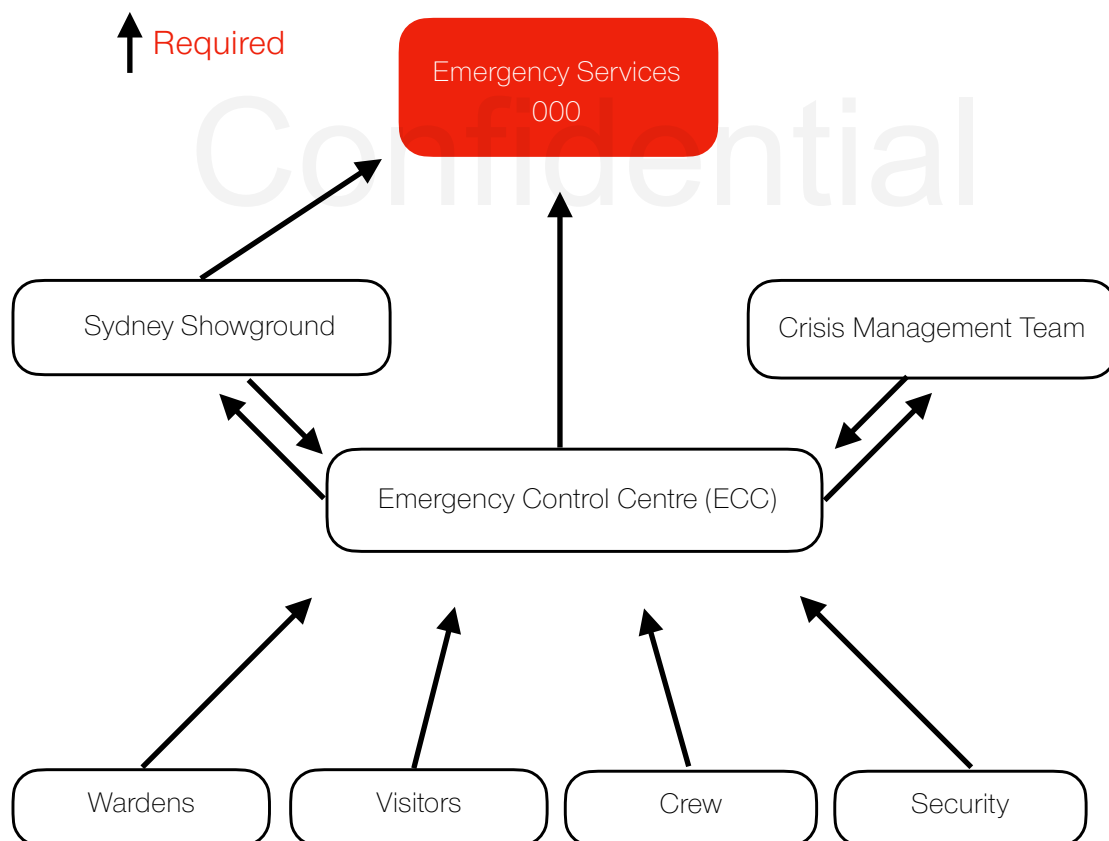 Required
Emergency Services
000
Confidential
Sydney Showground
Crisis Management Team
Emergency Control Centre (ECC)
Wardens
Visitors
Crew
Security